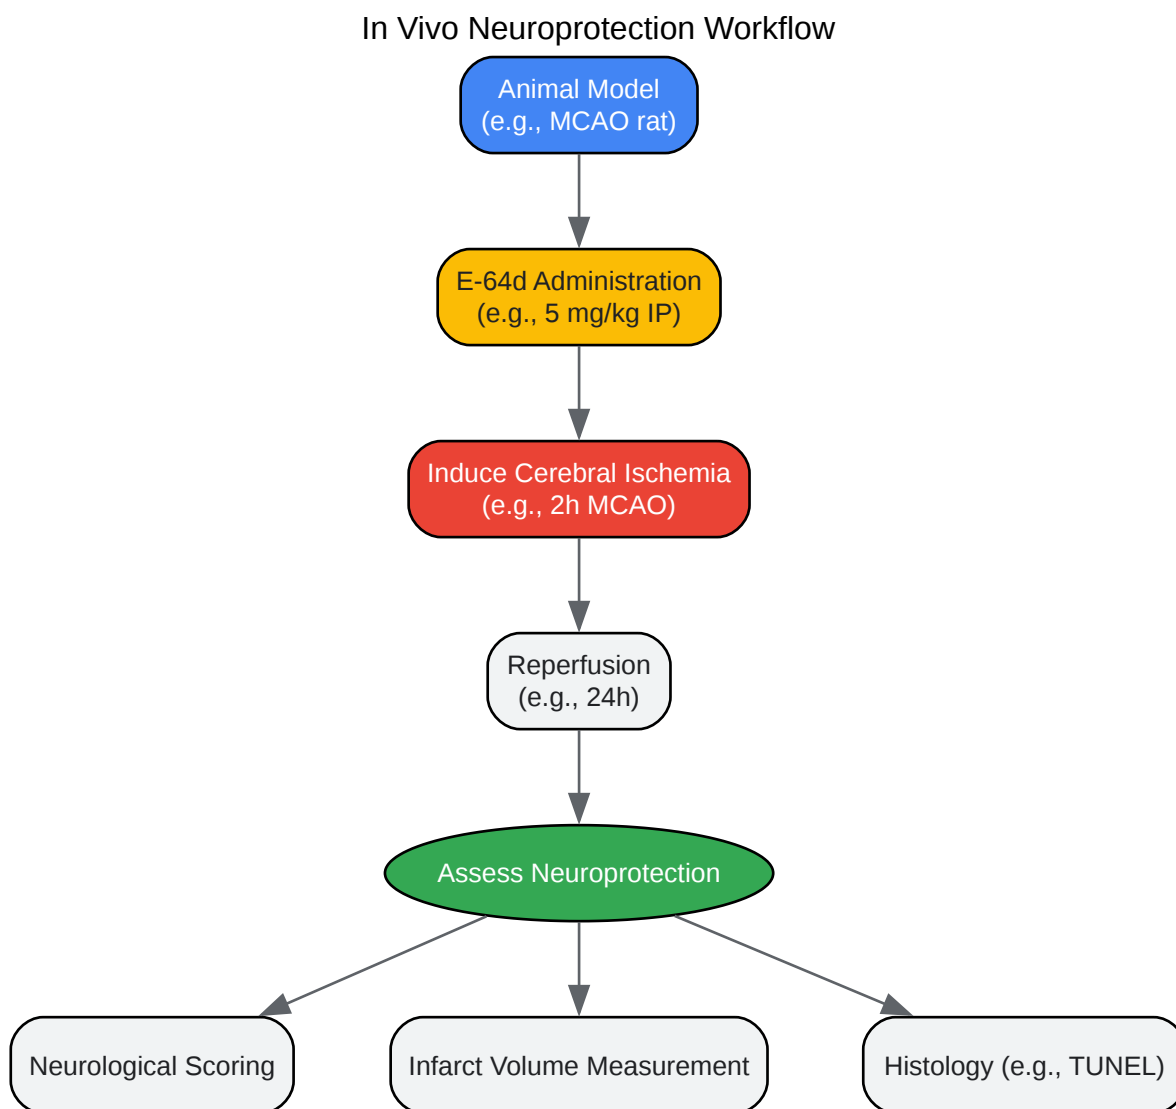 In Vivo Neuroprotection Workflow
Animal Model
(e.g., MCAO rat)
E-64d Administration
(e.g., 5 mg/kg IP)
Induce Cerebral Ischemia
(e.g., 2h MCAO)
Reperfusion
(e.g., 24h)
Assess Neuroprotection
Neurological Scoring
Infarct Volume Measurement
Histology (e.g., TUNEL)